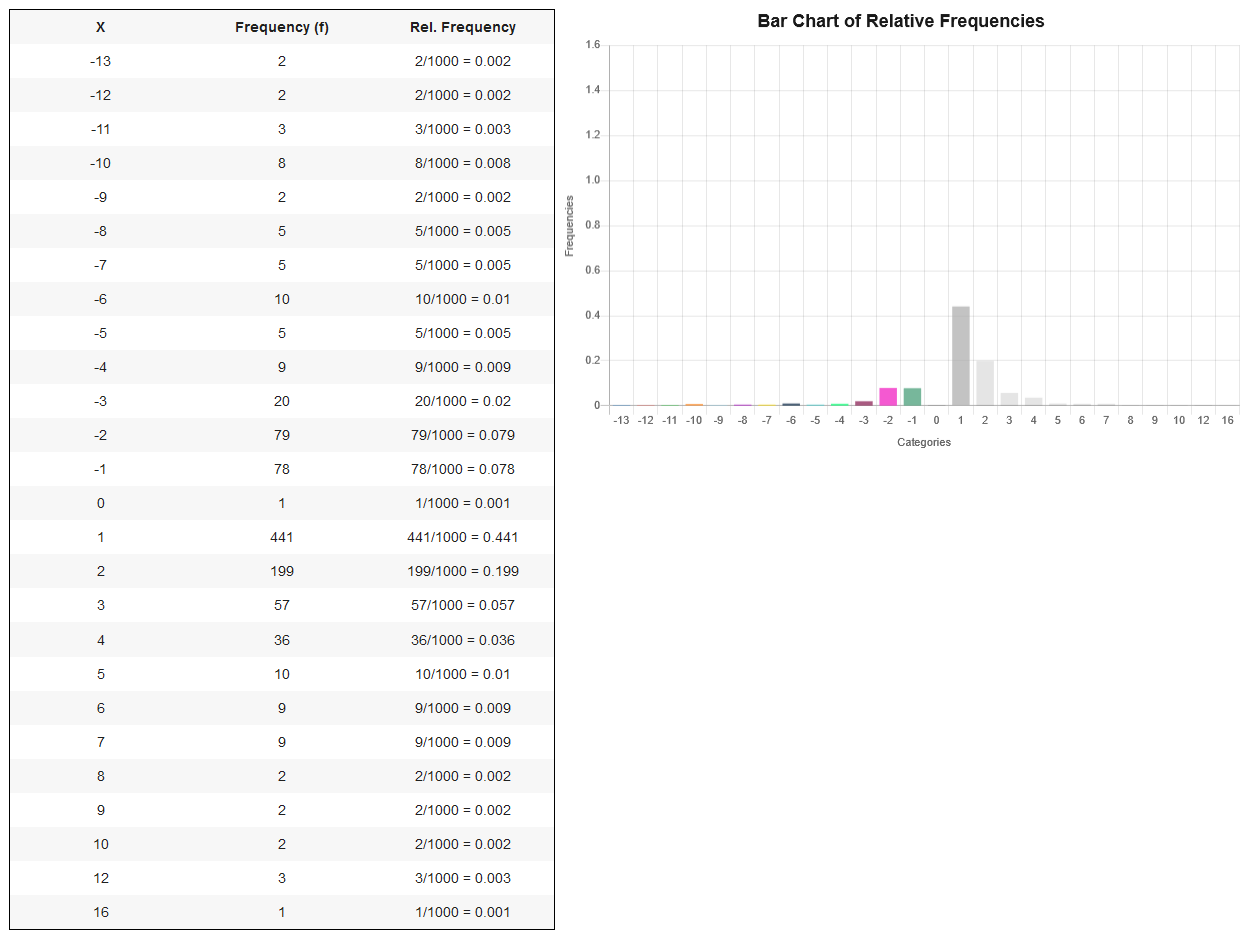 X Frequency (f) Rel. Frequency
-13 2 2/1000 = 0.002
-12 2 2/1000 = 0.002
-11 3 3/1000 = 0.003
-10 8 8/1000 = 0.008
-9 2 2/1000 = 0.002
-8 5 5/1000 = 0.005
-7 5 5/1000 = 0.005
-6 10 10/1000 = 0.01
-5 5 5/1000 = 0.005
-4 9 9/1000 = 0.009
-3 20 20/1000 = 0.02
-2 79 79/1000 = 0.079
-1 78 78/1000 = 0.078
0 1 1/1000 = 0.001
1 441 441/1000 = 0.441
2 199 199/1000 = 0.199
3 57 57/1000 = 0.057
4 36 36/1000 = 0.036
5 10 10/1000 = 0.01
6 9 9/1000 = 0.009
7 9 9/1000 = 0.009
8 2 2/1000 = 0.002
9 2 2/1000 = 0.002
10 2 2/1000 = 0.002
12 3 3/1000 = 0.003
16 1 1/1000 = 0.001
Bar Chart of Relative Frequencies
1.6
1.4
1.2
1.0
0.8
0.6
0.4
0.2
0
Frequencies
-13 -12 -11 -10 -9 -8 -7 -6 -5 -4 -3 -2 -1 0 1 2 3 4 5 6 7 8 9 10 12 16
Categories